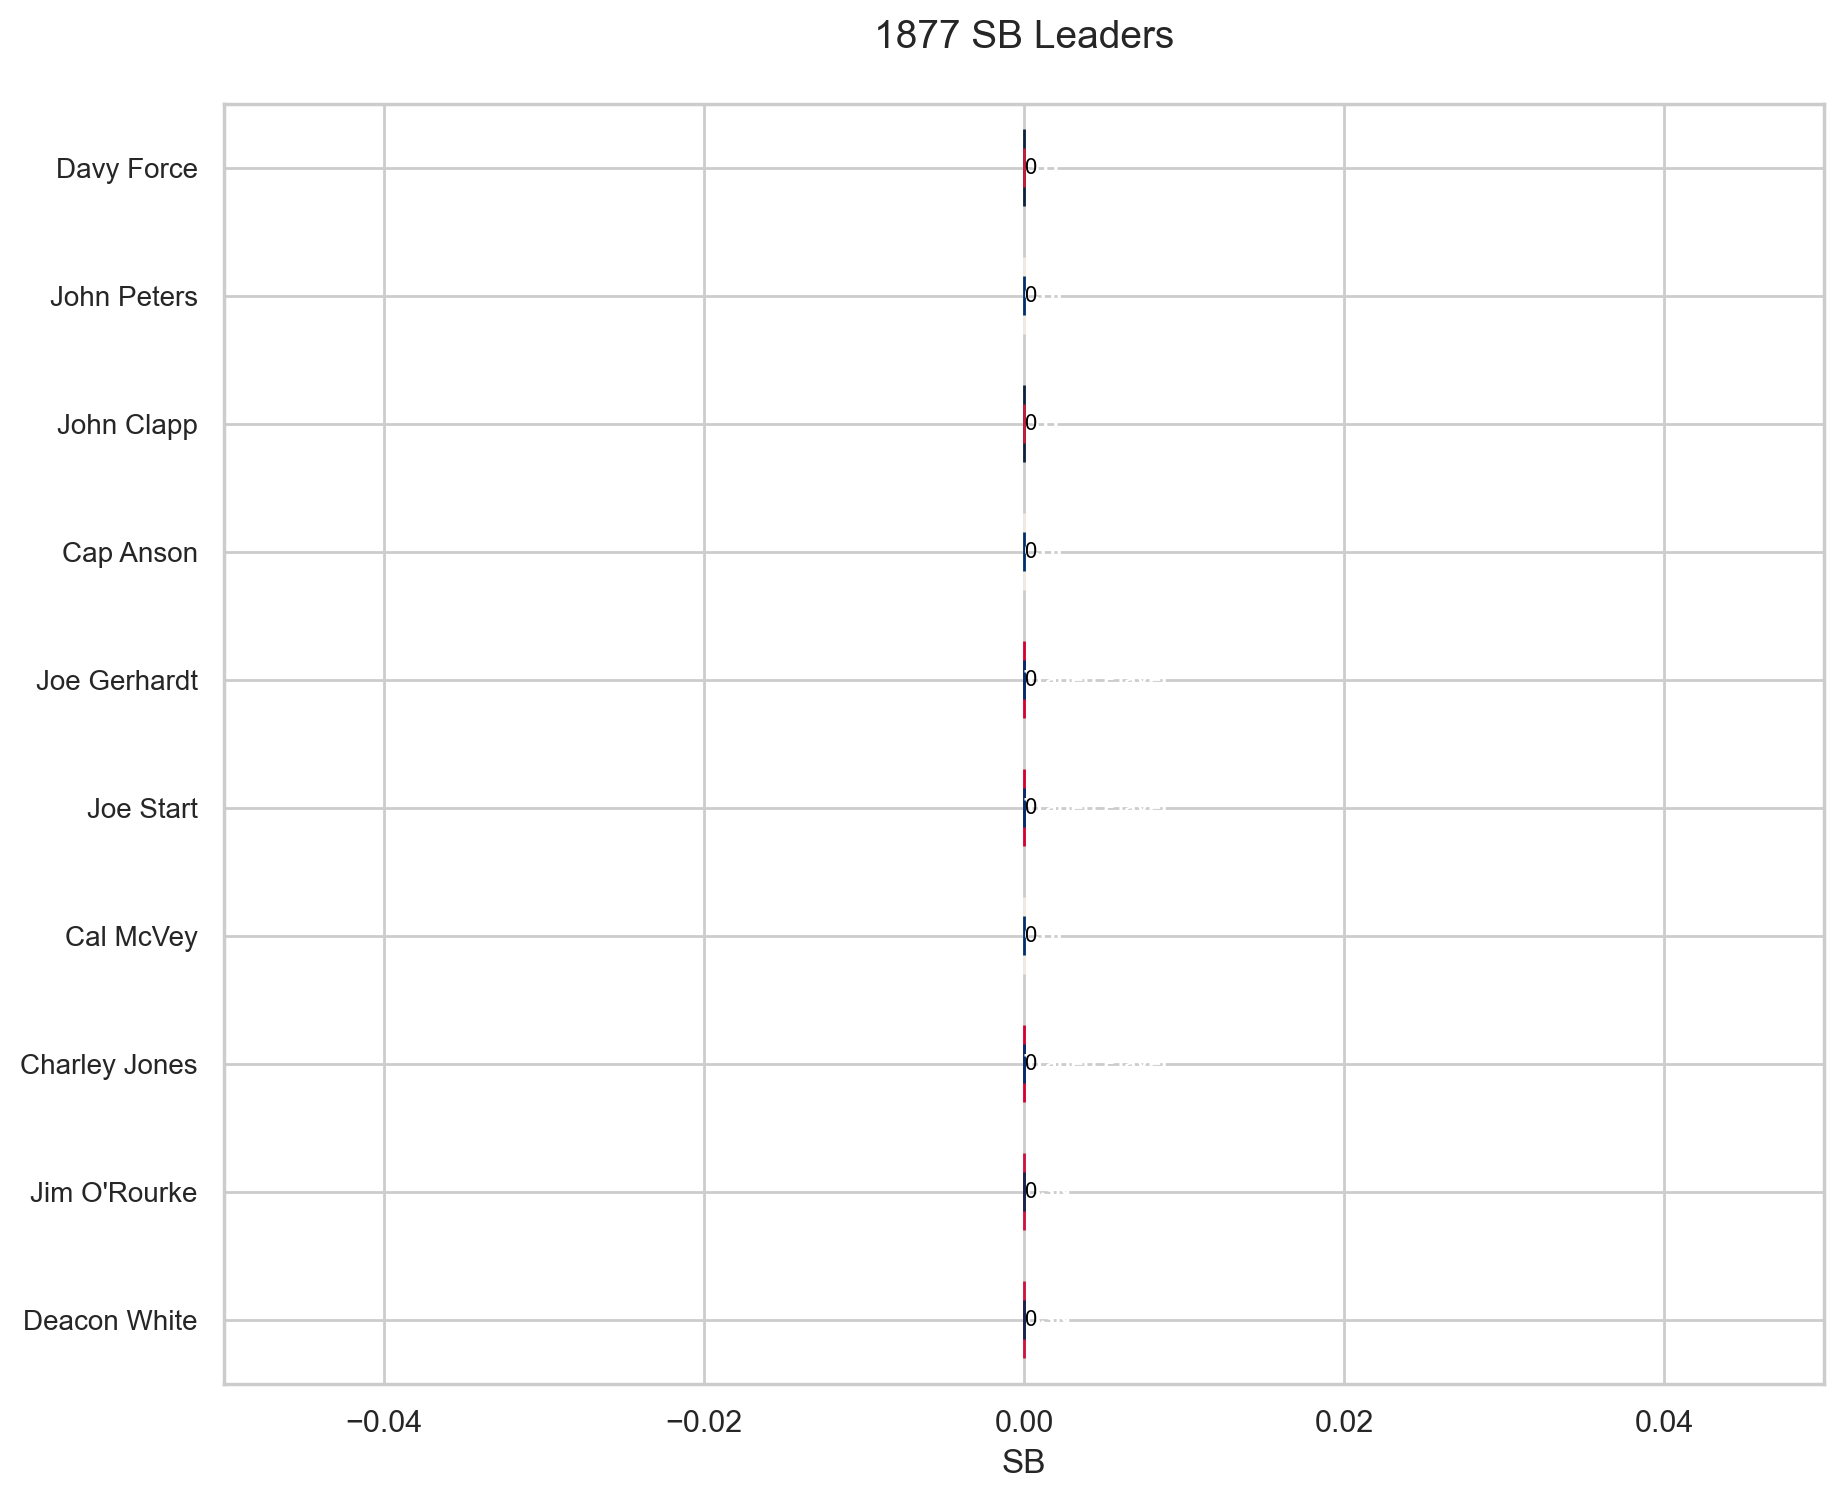 1877 SB Leaders
Davy Force
0
John Peters
0
John Clapp
0
Cap Anson
0
Joe Gerhardt
0
Joe Start
0
Cal McVey
0
Charley Jones
0
Jim O'Rourke
0
Deacon White
0
−0.04 −0.02 0.00 0.02 0.04
SB